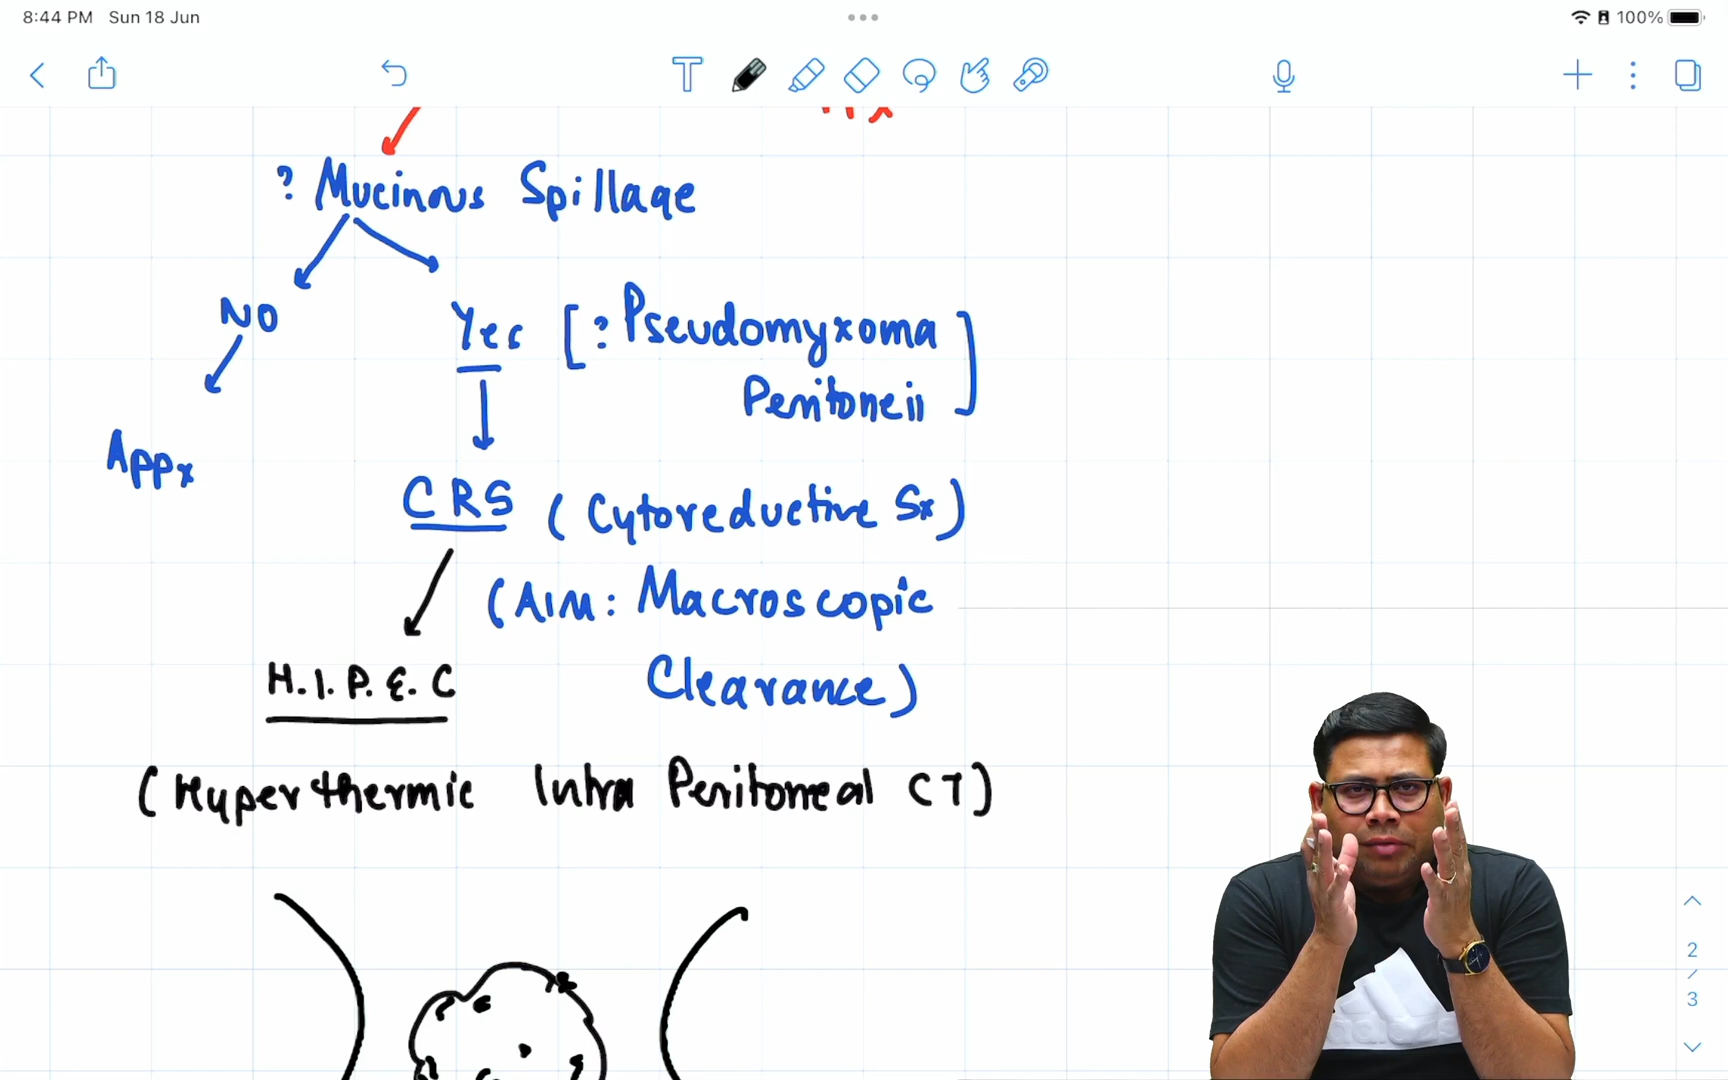 8:44 PM Sun 18 Jun
100%
T
? Mucinous Spillage
NO
Yes [? Pseudomyxoma
Peritoneii]
Appx
CRS (Cytoreductive Sx)
(AIM: Macroscopic
Clearance)
H.I.P.E.C
(Hyperthermic Intra Peritoneal CT)
2
/
3